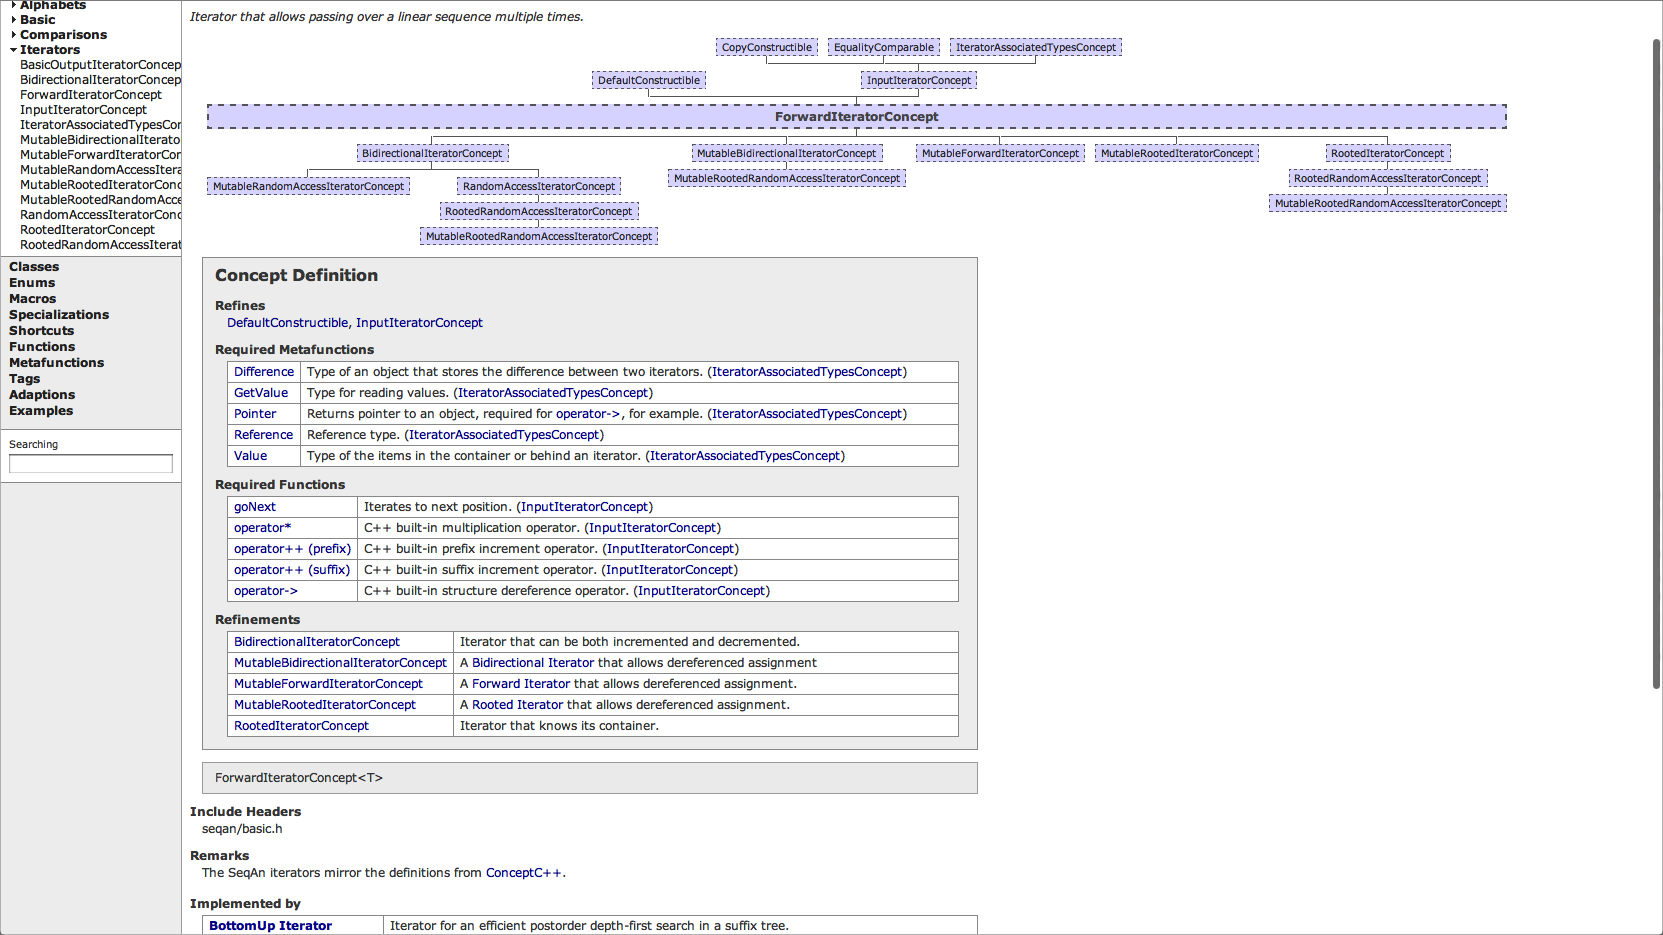 Alphabets
Basic
Comparisons
Iterators
BasicOutputIteratorConcep
BidirectionalIteratorConcep
ForwardIteratorConcept
InputIteratorConcept
IteratorAssociatedTypesCor
MutableBidirectionalIterato
MutableForwardIteratorCor
MutableRandomAccessItera
MutableRootedIteratorConc
MutableRootedRandomAcce
RandomAccessIteratorConc
RootedIteratorConcept
RootedRandomAccessIterat
Classes
Enums
Macros
Specializations
Shortcuts
Functions
Metafunctions
Tags
Adaptions
Examples
Searching
Iterator that allows passing over a linear sequence multiple times.
CopyConstructible EqualityComparable IteratorAssociatedTypesConcept
DefaultConstructible InputIteratorConcept
ForwardIteratorConcept
BidirectionalIteratorConcept MutableBidirectionalIteratorConcept MutableForwardIteratorConcept MutableRootedIteratorConcept RootedIteratorConcept
MutableRandomAccessIteratorConcept RandomAccessIteratorConcept MutableRootedRandomAccessIteratorConcept RootedRandomAccessIteratorConcept
RootedRandomAccessIteratorConcept MutableRootedRandomAccessIteratorConcept
MutableRootedRandomAccessIteratorConcept
Concept Definition
Refines
DefaultConstructible, InputIteratorConcept
Required Metafunctions
Difference Type of an object that stores the difference between two iterators. (IteratorAssociatedTypesConcept)
GetValue Type for reading values. (IteratorAssociatedTypesConcept)
Pointer Returns pointer to an object, required for operator->, for example. (IteratorAssociatedTypesConcept)
Reference Reference type. (IteratorAssociatedTypesConcept)
Value Type of the items in the container or behind an iterator. (IteratorAssociatedTypesConcept)
Required Functions
goNext Iterates to next position. (InputIteratorConcept)
operator* C++ built-in multiplication operator. (InputIteratorConcept)
operator++ (prefix) C++ built-in prefix increment operator. (InputIteratorConcept)
operator++ (suffix) C++ built-in suffix increment operator. (InputIteratorConcept)
operator-> C++ built-in structure dereference operator. (InputIteratorConcept)
Refinements
BidirectionalIteratorConcept Iterator that can be both incremented and decremented.
MutableBidirectionalIteratorConcept A Bidirectional Iterator that allows dereferenced assignment
MutableForwardIteratorConcept A Forward Iterator that allows dereferenced assignment.
MutableRootedIteratorConcept A Rooted Iterator that allows dereferenced assignment.
RootedIteratorConcept Iterator that knows its container.
ForwardIteratorConcept<T>
Include Headers
seqan/basic.h
Remarks
The SeqAn iterators mirror the definitions from ConceptC++.
Implemented by
BottomUp Iterator Iterator for an efficient postorder depth-first search in a suffix tree.